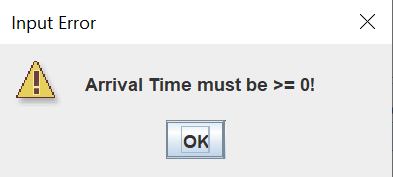 Input Error
Arrival Time must be >= 0!
OK